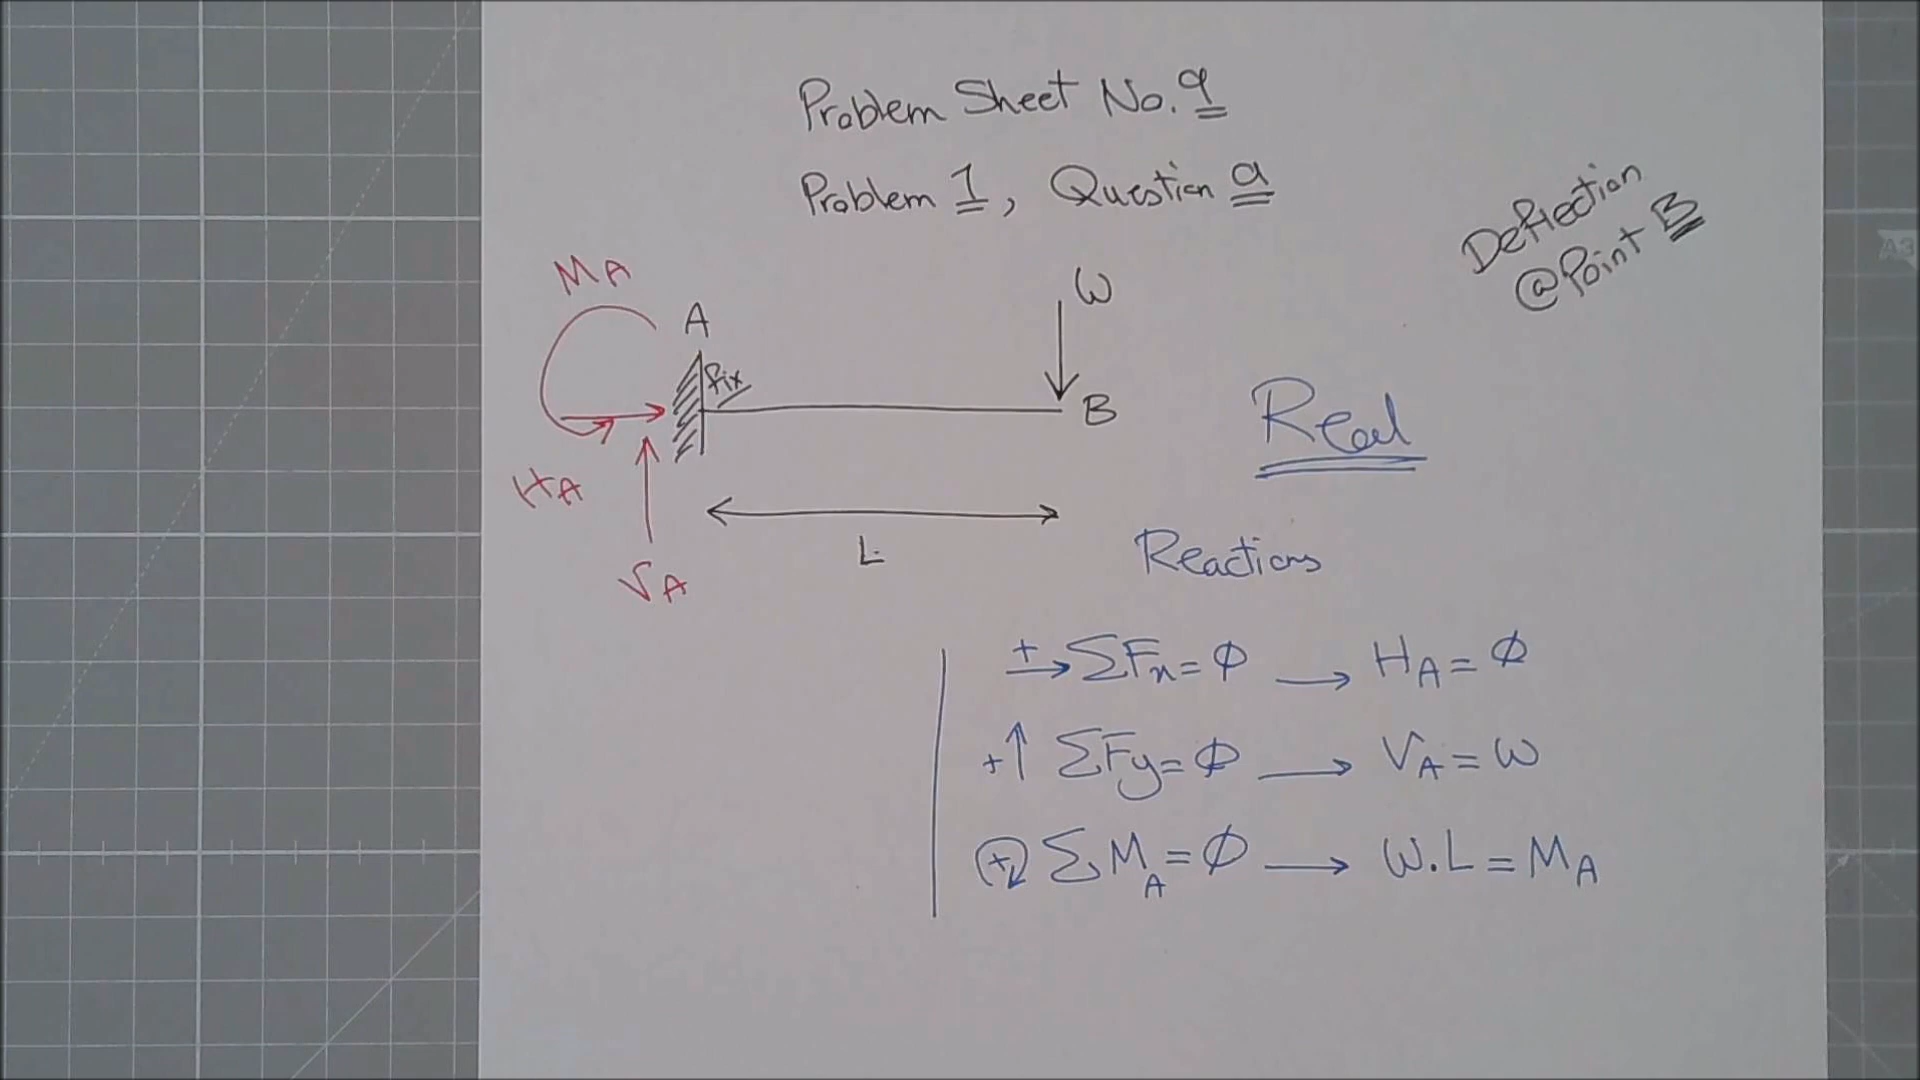 Problem Sheet No. 9
Problem 1, Question a
Deflection
@ Point B
MA
A
W
fix
B
Real
HA
L
VA
Reactions
+→ ΣFx = Ø → HA = Ø
+↑ ΣFy = Ø → VA = W
(+) ΣMA = Ø → W.L = MA
A3